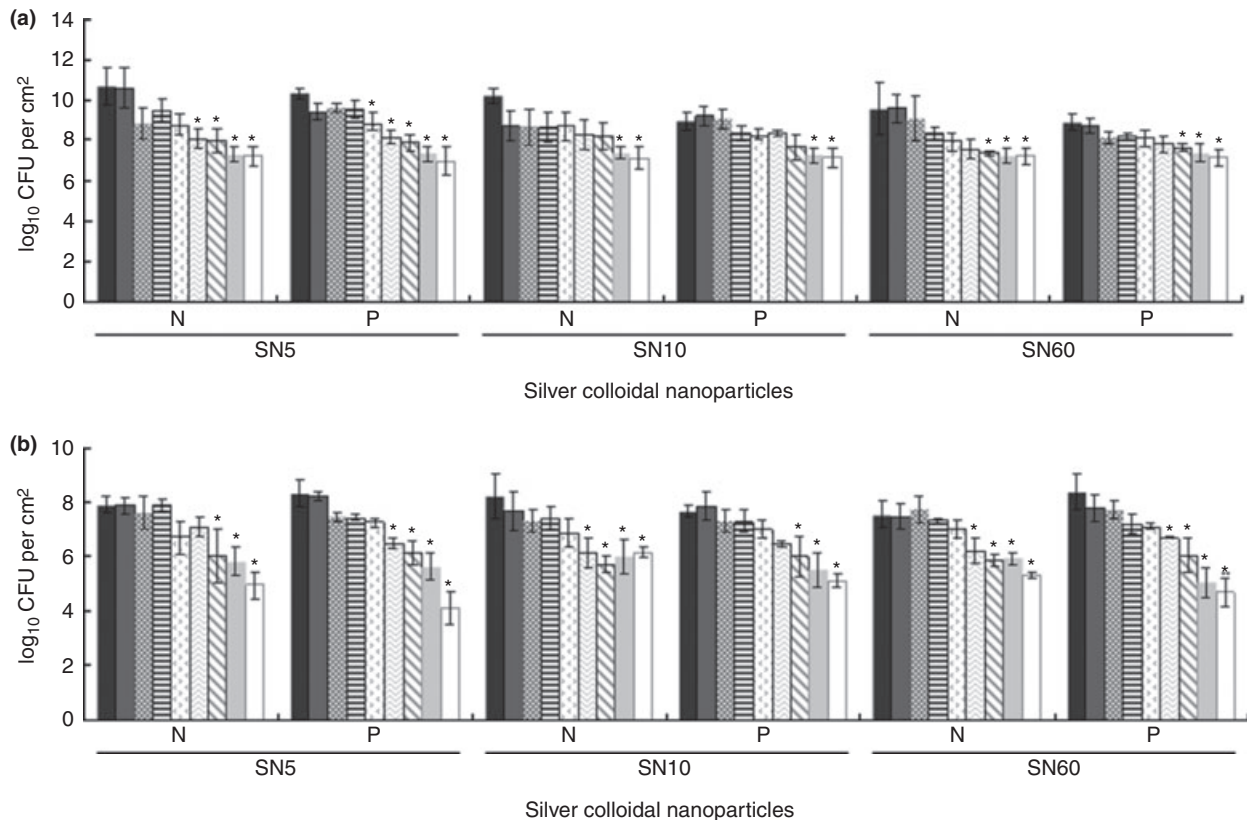 (a)
14
12
10
8
6
4
2
0
log₁₀ CFU per cm²
* * * *
* * * * *
* *
* *
* * *
* * *
N P N P N P
SN5 SN10 SN60
Silver colloidal nanoparticles
(b)
10
8
6
4
2
0
log₁₀ CFU per cm²
* * *
* * * *
* * * *
* * *
* * * *
* * * *
N P N P N P
SN5 SN10 SN60
Silver colloidal nanoparticles